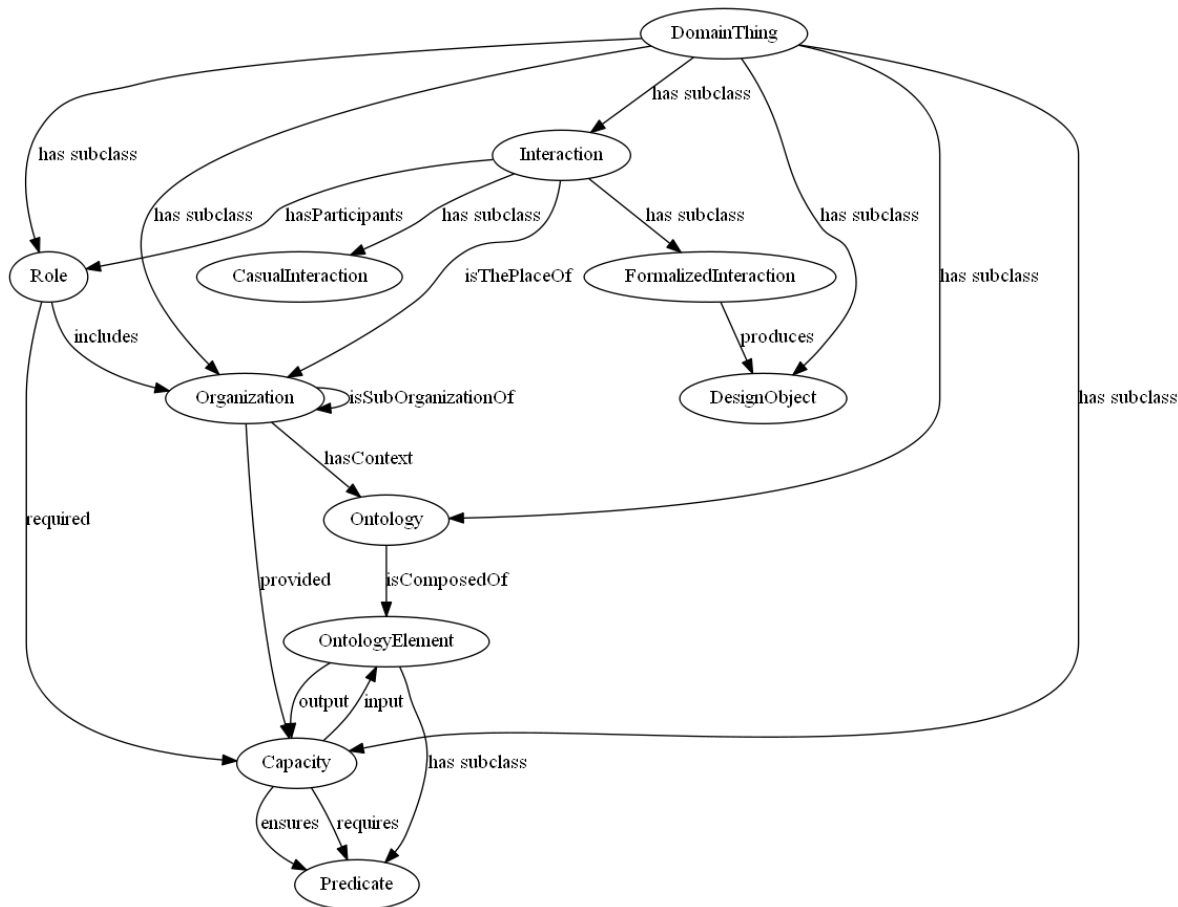 DomainThing
has subclass
Interaction
has subclass
has subclass
hasParticipants
has subclass
has subclass
has subclass
Role
CasualInteraction
isThePlaceOf
FormalizedInteraction
has subclass
includes
produces
Organization
isSubOrganizationOf
DesignObject
has subclass
hasContext
required
Ontology
provided
isComposedOf
OntologyElement
output
input
Capacity
has subclass
ensures
requires
Predicate